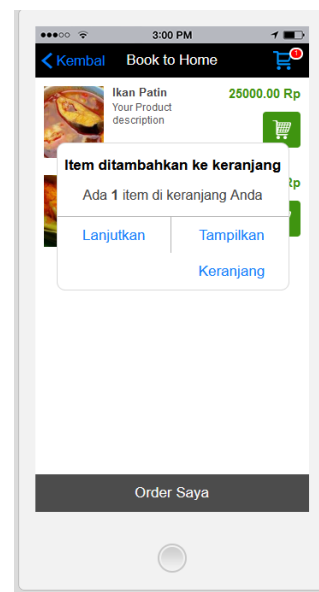 3:00 PM
Kembal Book to Home 1
Ikan Patin 25000.00 Rp
Your Product
description
Item ditambahkan ke keranjang
Ada 1 item di keranjang Anda
Lanjutkan Tampilkan
Keranjang
Order Saya